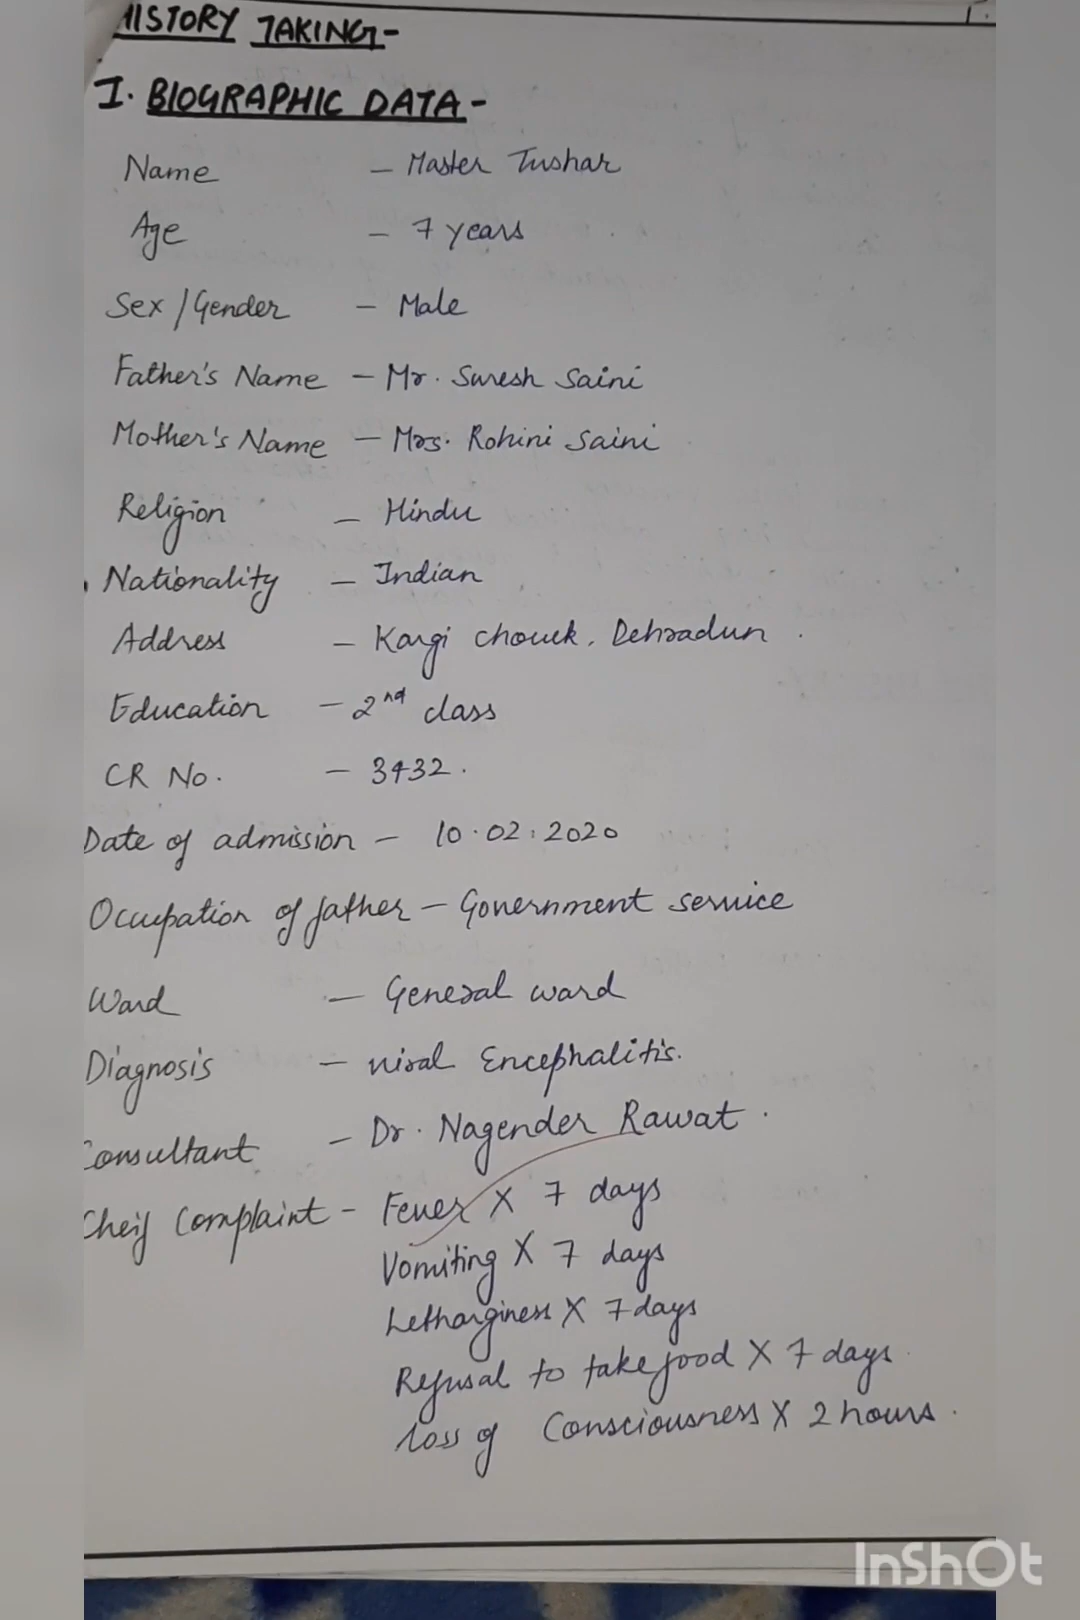 HISTORY TAKING-
1.
I. BIOGRAPHIC DATA -
Name - Master Tushar
Age - 7 years
Sex / Gender - Male
Father's Name - Mr. Suresh Saini
Mother's Name - Mrs. Rohini Saini
Religion - Hindu
Nationality - Indian
Address - Kargi chowk, Dehradun.
Education - 2nd class
CR No. - 3432.
Date of admission - 10.02.2020
Occupation of father - Government service
Ward - General ward
Diagnosis - viral Encephalitis.
Consultant - Dr. Nagender Rawat.
Cheif Complaint - Fever X 7 days
Vomiting X 7 days
Letharginess X 7 days
Refusal to take food X 7 days.
loss of Consciousness X 2 hours.
InShOt